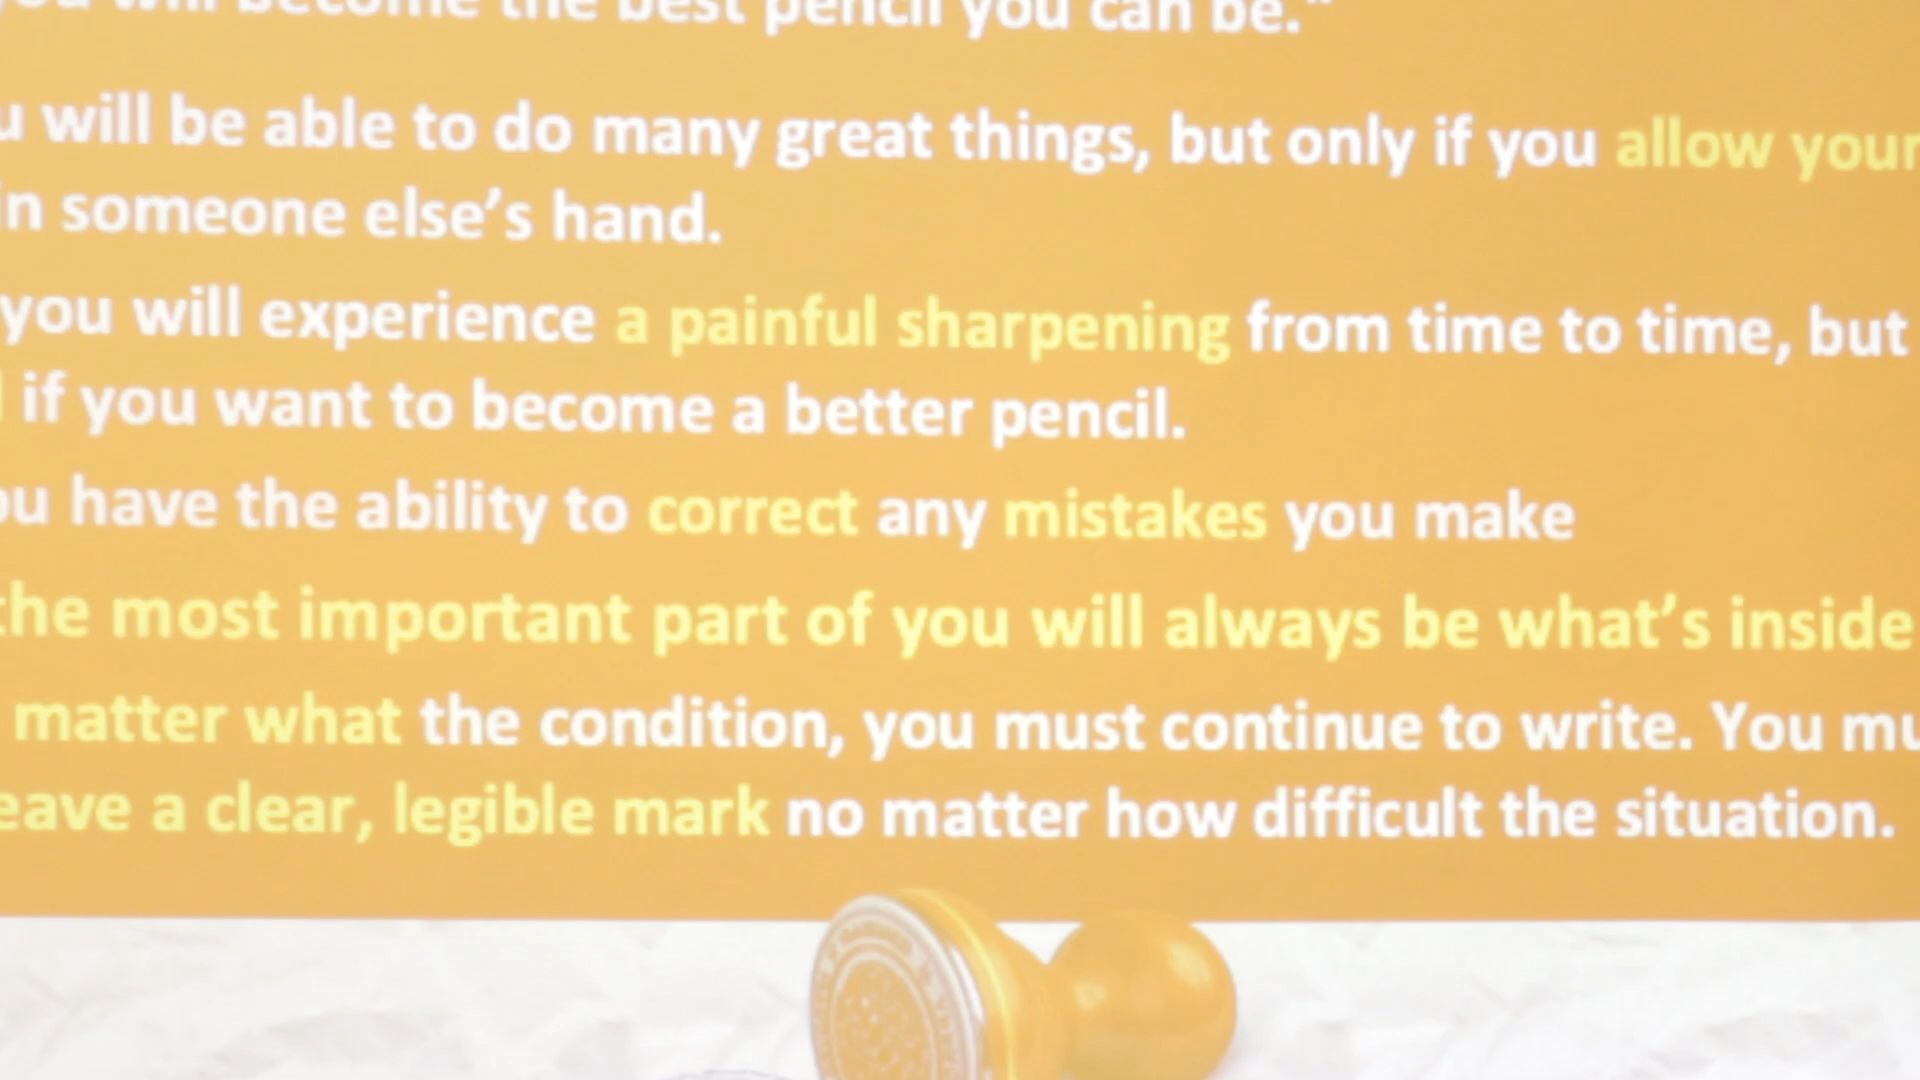 you will become the best pencil you can be."
will be able to do many great things, but only if you allow your
in someone else's hand.
you will experience a painful sharpening from time to time, but
if you want to become a better pencil.
have the ability to correct any mistakes you make
the most important part of you will always be what's inside
matter what the condition, you must continue to write. You mu
eave a clear, legible mark no matter how difficult the situation.